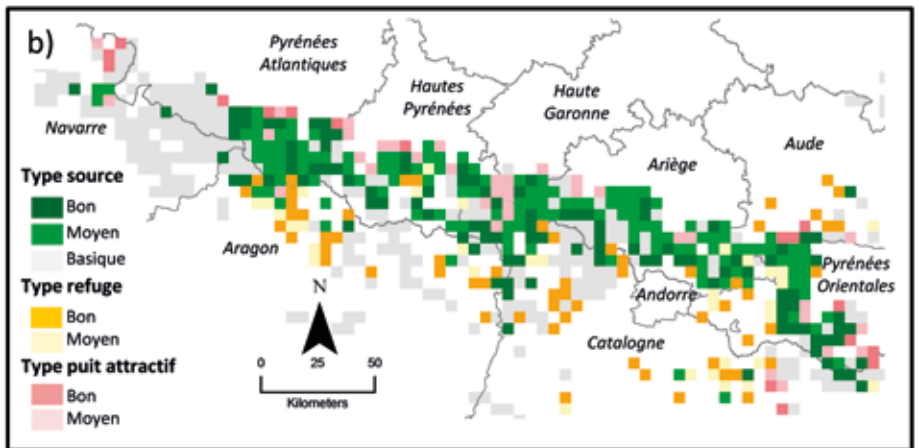 b)
Pyrénées
Atlantiques
Hautes
Pyrénées
Haute
Garonne
Navarre
Ariège
Aude
Type source
Bon
Moyen
Basique
Type refuge
Bon
Moyen
Type puit attractif
Bon
Moyen
Aragon
N
0 25 50
Kilometers
Andorre
Catalogne
Pyrénées
Orientales